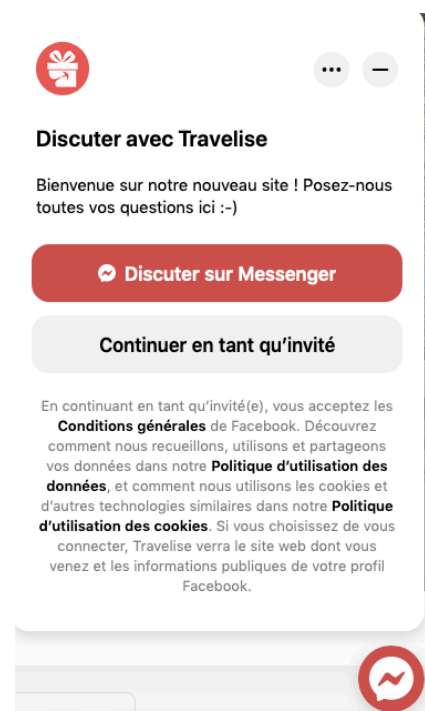 Discuter avec Travelise
Bienvenue sur notre nouveau site ! Posez-nous
toutes vos questions ici :-)
Discuter sur Messenger
Continuer en tant qu’invité
En continuant en tant qu’invité(e), vous acceptez les
Conditions générales de Facebook. Découvrez
comment nous recueillons, utilisons et partageons
vos données dans notre Politique d’utilisation des
données, et comment nous utilisons les cookies et
d’autres technologies similaires dans notre Politique
d’utilisation des cookies. Si vous choisissez de vous
connecter, Travelise verra le site web dont vous
venez et les informations publiques de votre profil
Facebook.